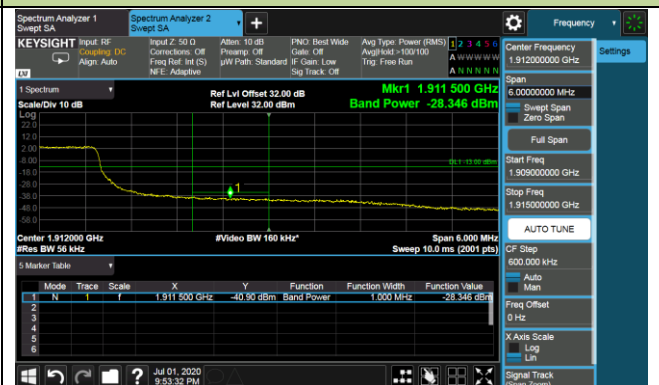 Spectrum Analyzer 1
Swept SA
Spectrum Analyzer 2
Swept SA
+
Frequency
KEYSIGHT
Input: RF
Coupling: DC
Align: Auto
Input Z: 50 Ω
Corrections: Off
Freq Ref: Int (S)
NFE: Adaptive
Atten: 10 dB
Preamp: Off
µW Path: Standard
PNO: Best Wide
Gate: Off
IF Gain: Low
Sig Track: Off
Avg Type: Power (RMS)
Avg|Hold:>100/100
Trig: Free Run
1 2 3 4 5 6
A W W W W W
A N N N N N
LXI
1 Spectrum
Scale/Div 10 dB
Ref Lvl Offset 32.00 dB
Ref Level 32.00 dBm
Mkr1 1.911 500 GHz
Band Power -28.346 dBm
Log
22.0
12.0
2.00
-8.00
-18.0
-28.0
-38.0
-48.0
-58.0
DL1 -13.00 dBm
1
Center 1.912000 GHz
#Res BW 56 kHz
#Video BW 160 kHz*
Span 6.000 MHz
Sweep 10.0 ms (2001 pts)
5 Marker Table
Mode Trace Scale X Y Function Function Width Function Value
1 N 1 f 1.911 500 GHz -40.90 dBm Band Power 1.000 MHz -28.346 dBm
2
3
4
5
6
?
Jul 01, 2020
9:53:32 PM
Center Frequency
1.912000000 GHz
Settings
Span
6.00000000 MHz
Swept Span
Zero Span
Full Span
Start Freq
1.909000000 GHz
Stop Freq
1.915000000 GHz
AUTO TUNE
CF Step
600.000 kHz
Auto
Man
Freq Offset
0 Hz
X Axis Scale
Log
Lin
Signal Track
(Span Zoom)